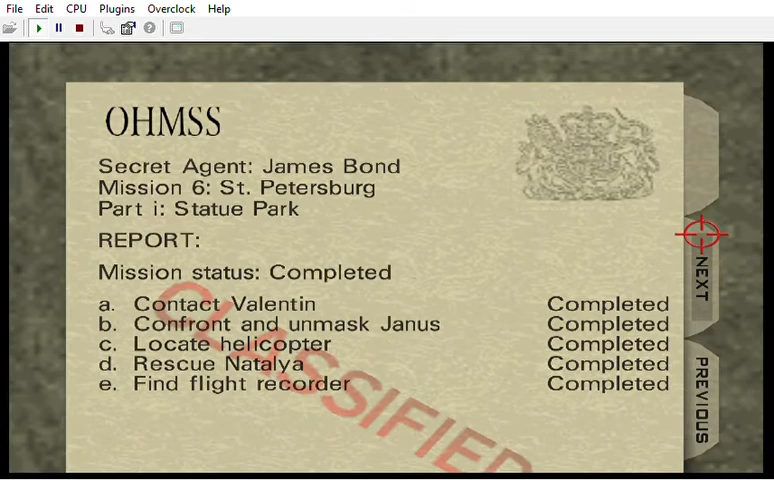 File Edit CPU Plugins Overclock Help
OHMSS
Secret Agent: James Bond
Mission 6: St. Petersburg
Part i: Statue Park
REPORT:
Mission status: Completed
a. Contact Valentin Completed
b. Confront and unmask Janus Completed
c. Locate helicopter Completed
d. Rescue Natalya Completed
e. Find flight recorder Completed
CLASSIFIED
NEXT
PREVIOUS